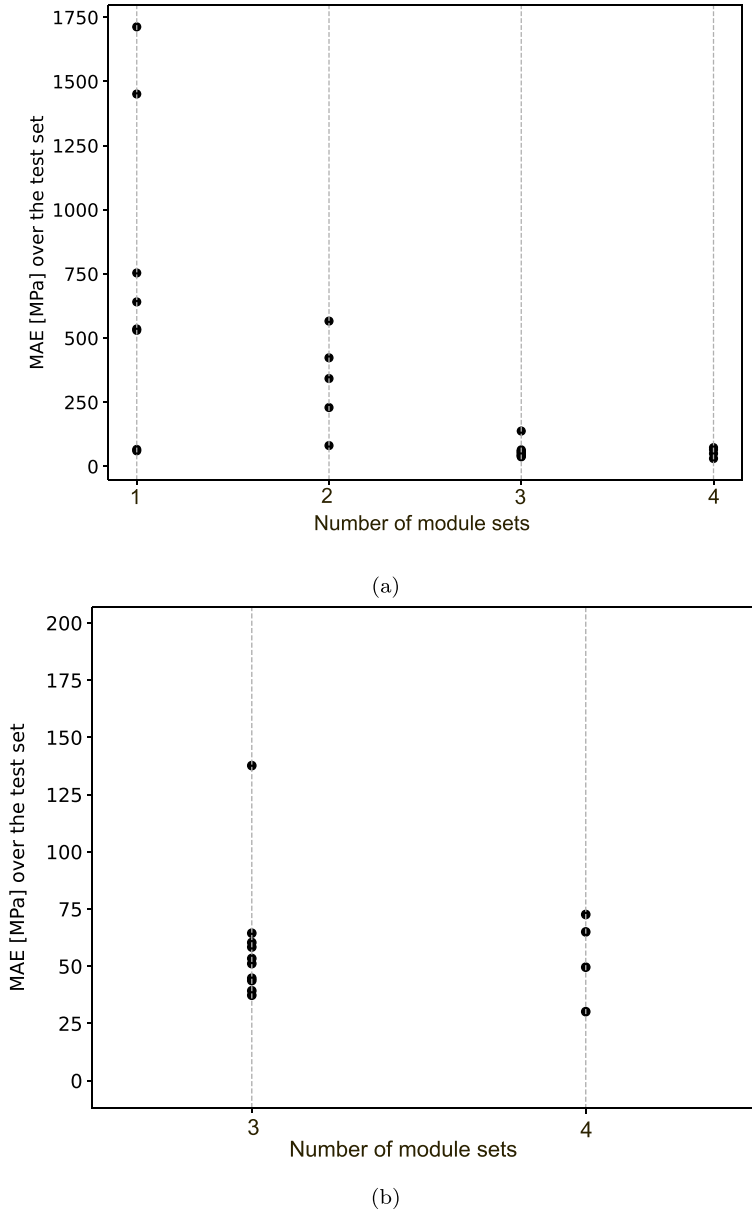 1750
1500
1250
1000
750
500
250
0
MAE [MPa] over the test set
1 2 3 4
Number of module sets
(a)
200
175
150
125
100
75
50
25
0
MAE [MPa] over the test set
3 4
Number of module sets
(b)